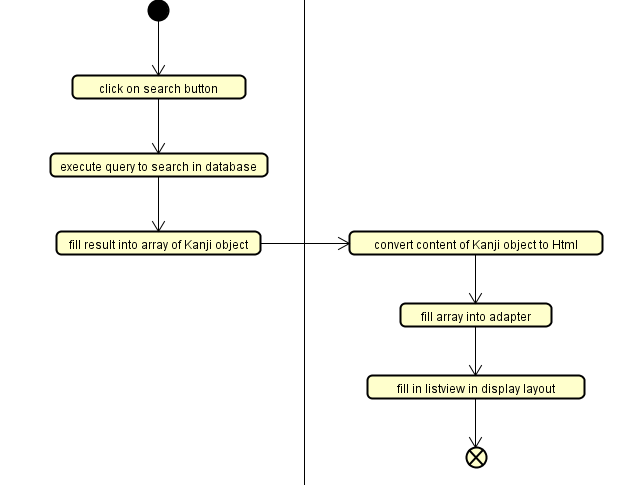 click on search button
execute query to search in database
fill result into array of Kanji object
convert content of Kanji object to Html
fill array into adapter
fill in listview in display layout